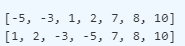 [-5, -3, 1, 2, 7, 8, 10]
[1, 2, -3, -5, 7, 8, 10]